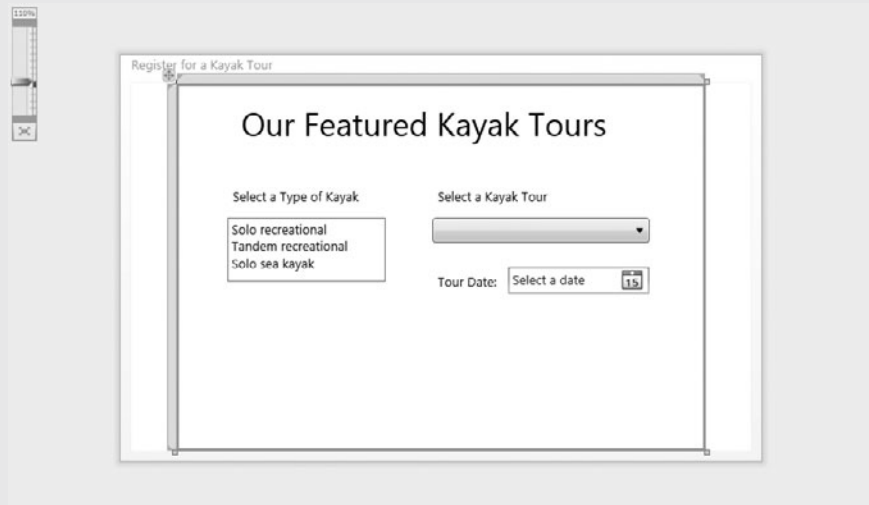 110%
Register for a Kayak Tour
Our Featured Kayak Tours
Select a Type of Kayak
Solo recreational
Tandem recreational
Solo sea kayak
Select a Kayak Tour
Tour Date:
Select a date
15